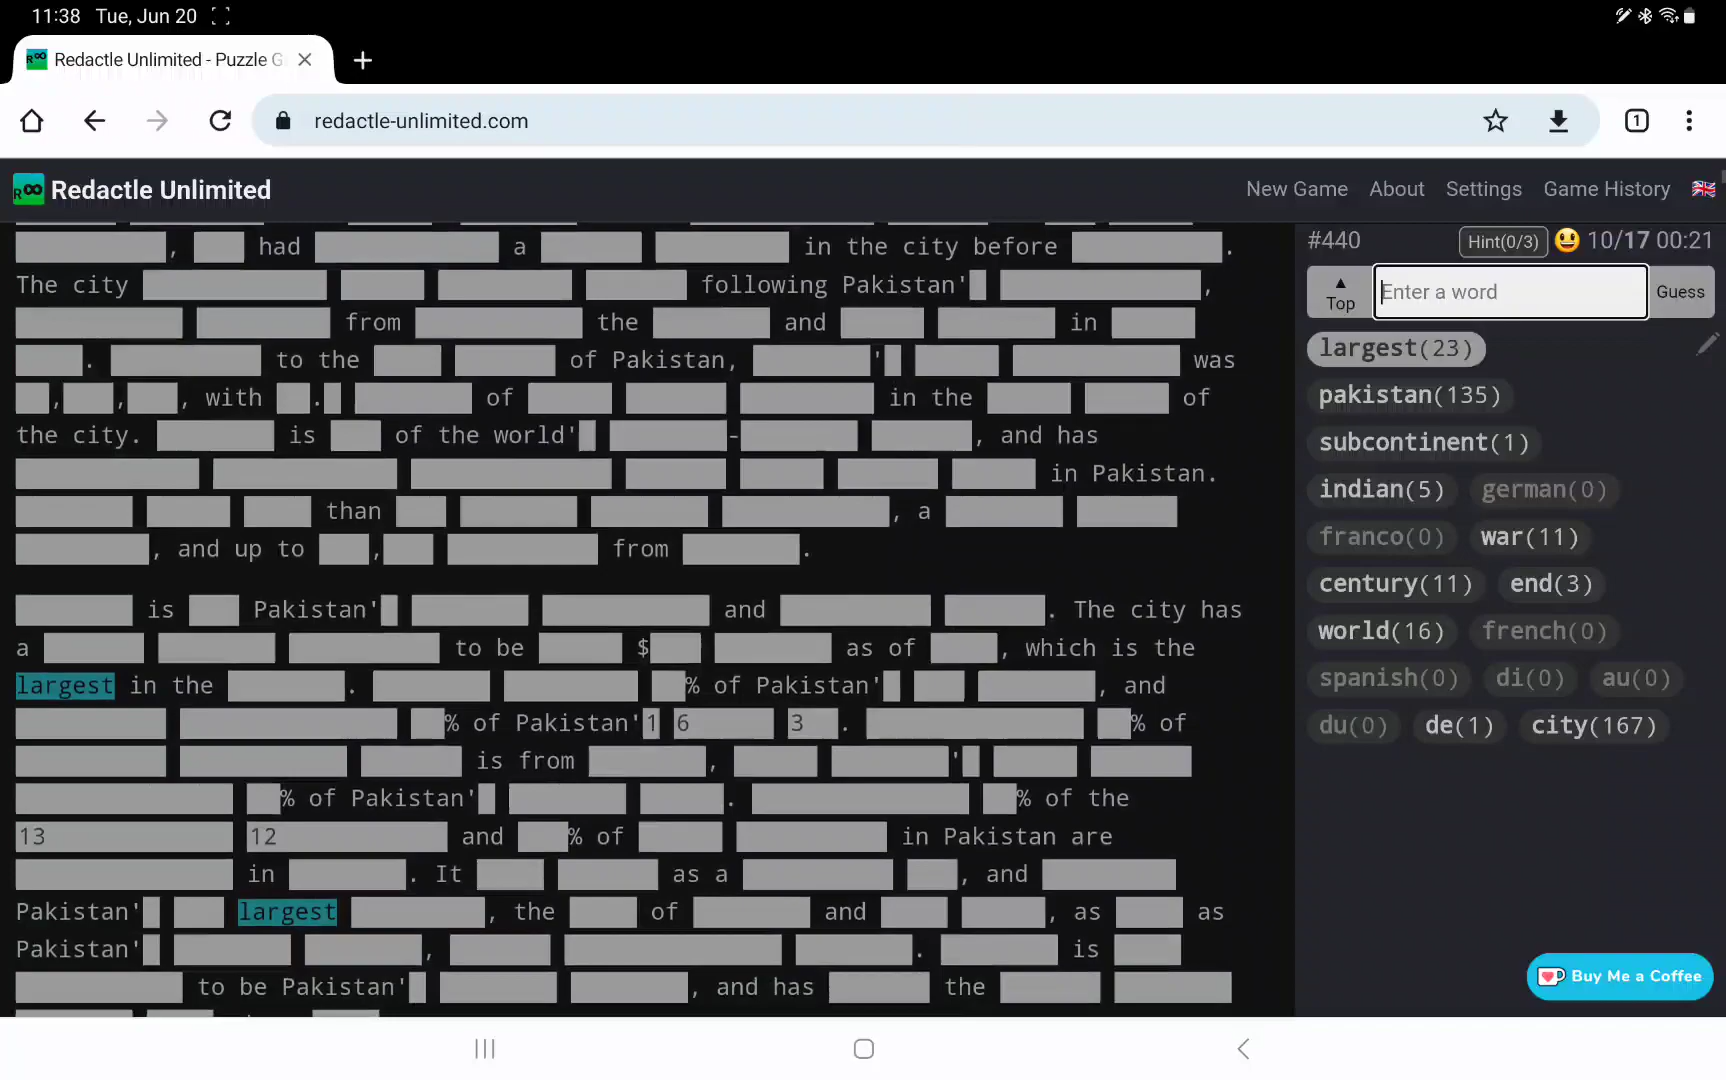 11:38 Tue, Jun 20
Redactle Unlimited - Puzzle G
redactle-unlimited.com
1
R∞ Redactle Unlimited
New Game About Settings Game History
, had a in the city before .
The city following Pakistan' ,
from the and in
. to the of Pakistan, ' was
, , , with . of in the of
the city. is of the world' - , and has
in Pakistan.
than , a
, and up to , from .
is Pakistan' and . The city has
a to be $ as of , which is the
largest in the . % of Pakistan' , and
% of Pakistan'1 6 3 . % of
is from , '
% of Pakistan' . % of the
13 12 and % of in Pakistan are
in . It as a , and
Pakistan' largest , the of and , as as
Pakistan' , . is
to be Pakistan' , and has the
#440 Hint(0/3) 10/17 00:21
▲ Top Enter a word Guess
largest(23)
pakistan(135)
subcontinent(1)
indian(5) german(0)
franco(0) war(11)
century(11) end(3)
world(16) french(0)
spanish(0) di(0) au(0)
du(0) de(1) city(167)
Buy Me a Coffee